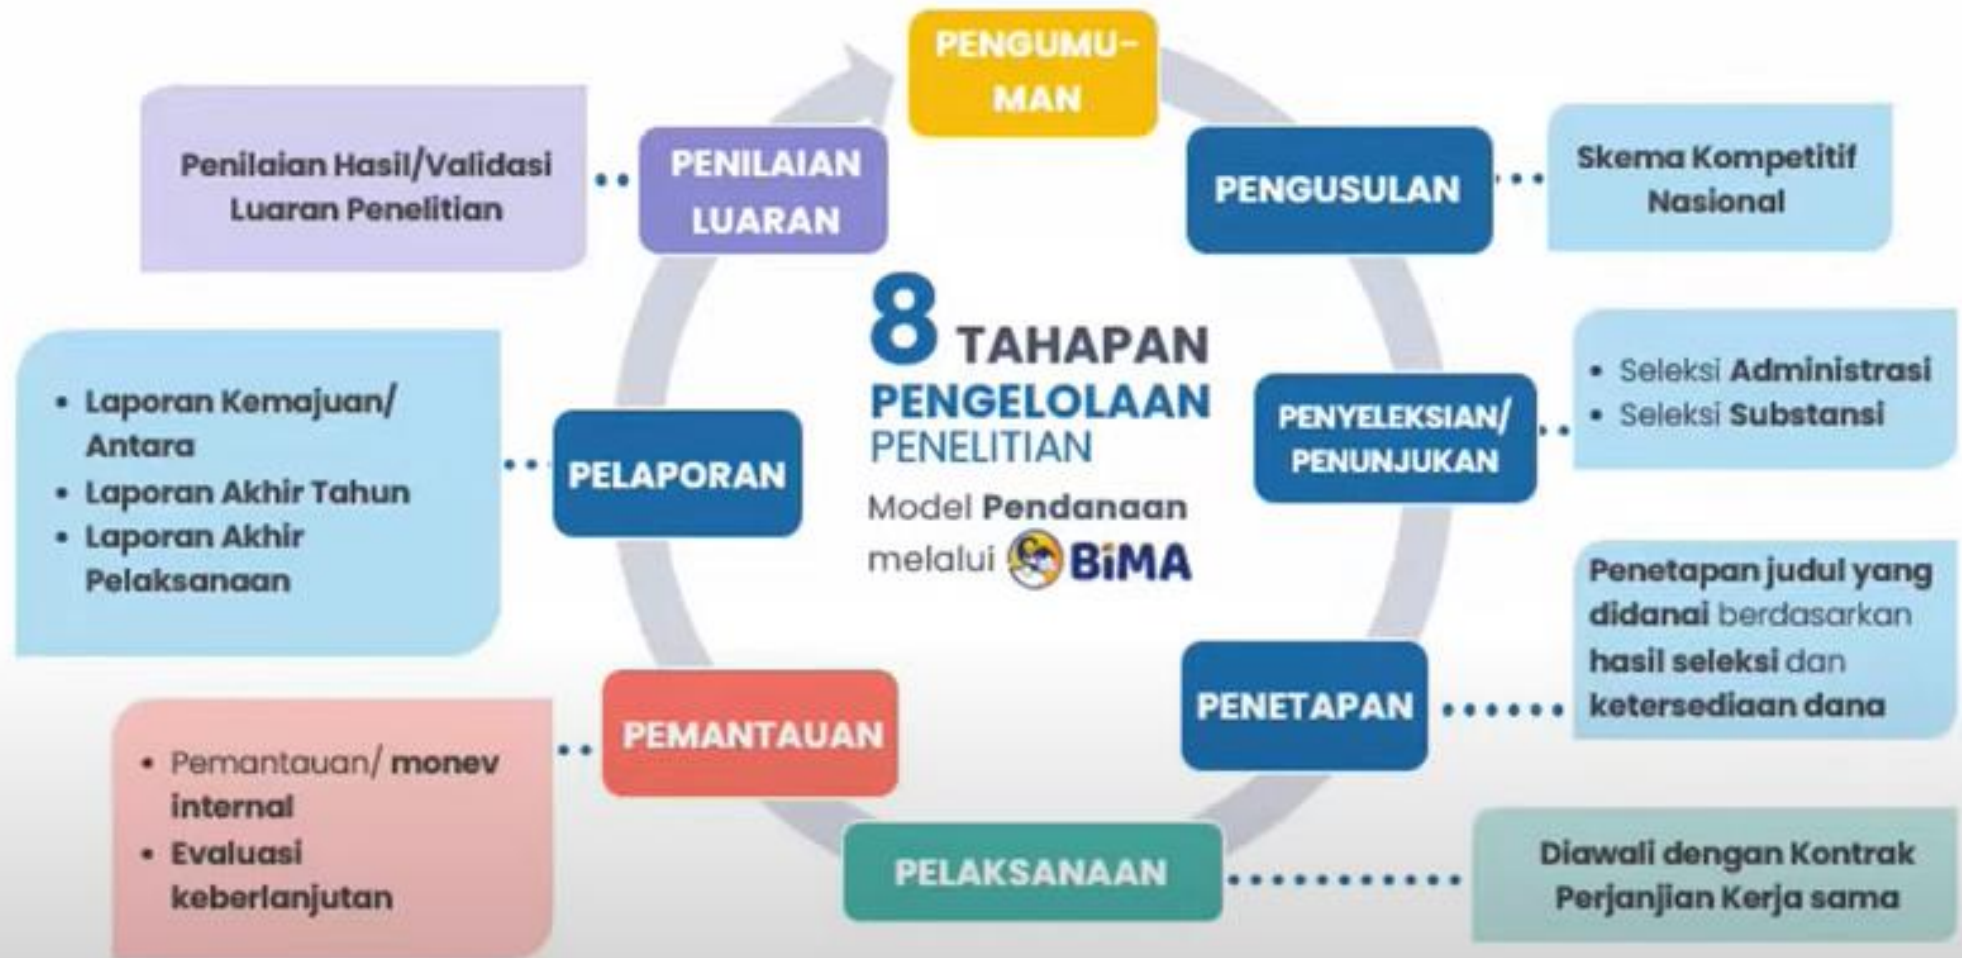 PENGUMU-
MAN
PENGUSULAN
Skema Kompetitif
Nasional
PENYELEKSIAN/
PENUNJUKAN
• Seleksi Administrasi
• Seleksi Substansi
PENETAPAN
Penetapan judul yang
didanai berdasarkan
hasil seleksi dan
ketersediaan dana
PELAKSANAAN
Diawali dengan Kontrak
Perjanjian Kerja sama
PEMANTAUAN
• Pemantauan/ monev
internal
• Evaluasi
keberlanjutan
PELAPORAN
• Laporan Kemajuan/
Antara
• Laporan Akhir Tahun
• Laporan Akhir
Pelaksanaan
PENILAIAN
LUARAN
Penilaian Hasil/Validasi
Luaran Penelitian
8 TAHAPAN
PENGELOLAAN
PENELITIAN
Model Pendanaan
melalui BiMA